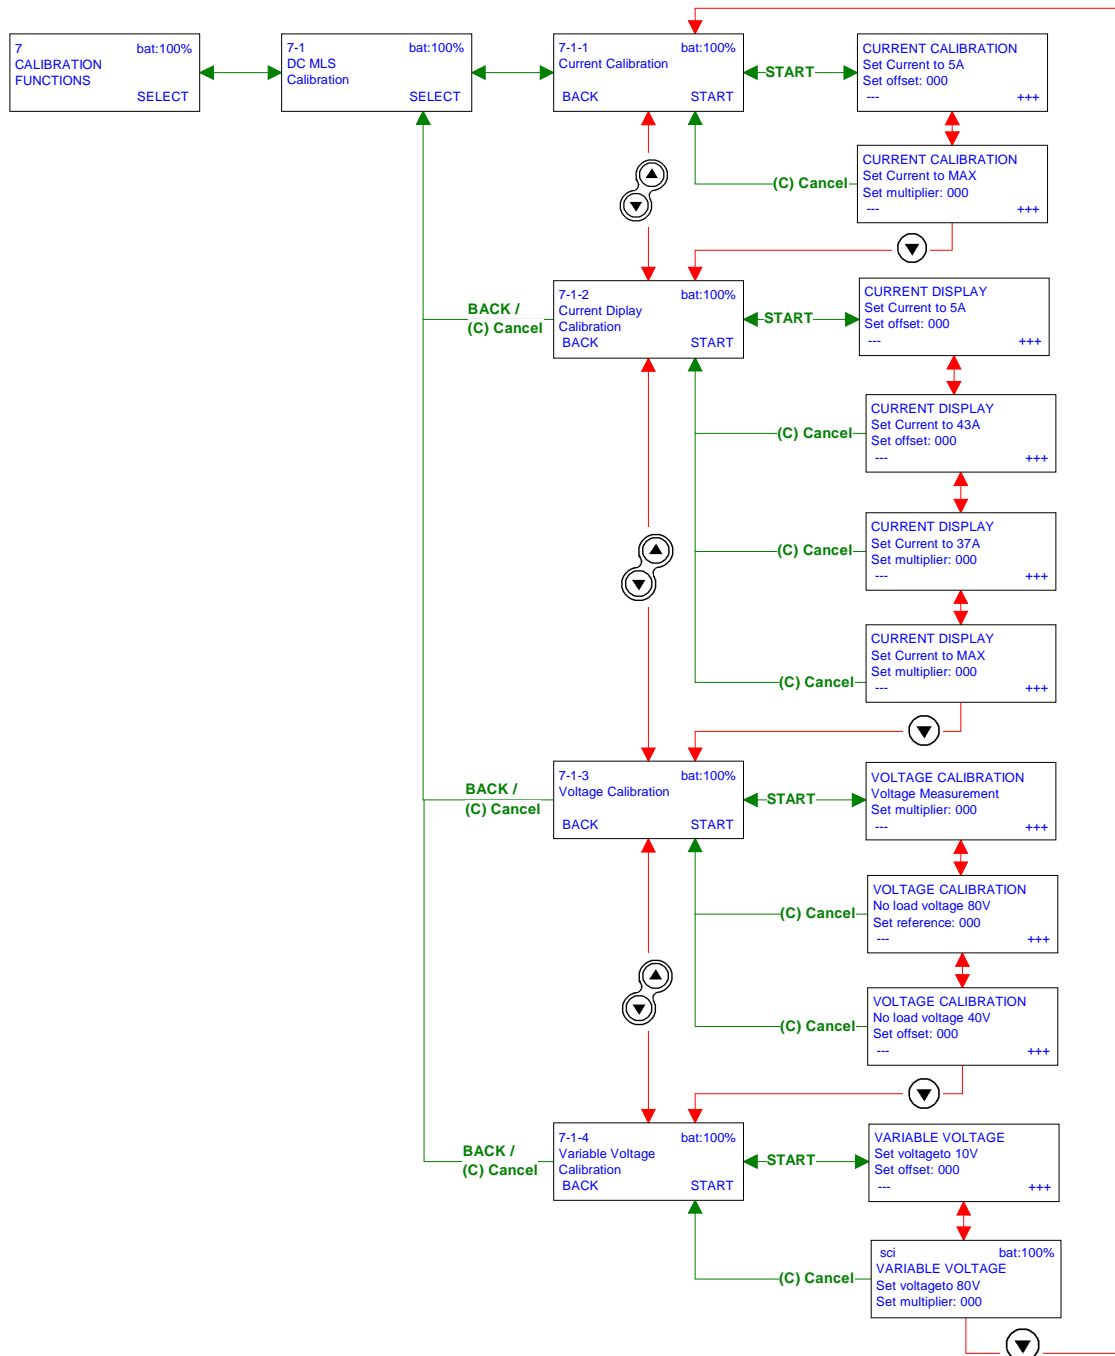 7 bat:100%
CALIBRATION
FUNCTIONS
SELECT
7-1 bat:100%
DC MLS
Calibration
SELECT
7-1-1 bat:100%
Current Calibration
BACK START
START
CURRENT CALIBRATION
Set Current to 5A
Set offset: 000
--- +++
CURRENT CALIBRATION
Set Current to MAX
Set multiplier: 000
--- +++
(C) Cancel
7-1-2 bat:100%
Current Diplay
Calibration
BACK START
BACK /
(C) Cancel
START
CURRENT DISPLAY
Set Current to 5A
Set offset: 000
--- +++
CURRENT DISPLAY
Set Current to 43A
Set offset: 000
--- +++
(C) Cancel
CURRENT DISPLAY
Set Current to 37A
Set multiplier: 000
--- +++
(C) Cancel
CURRENT DISPLAY
Set Current to MAX
Set multiplier: 000
--- +++
(C) Cancel
7-1-3 bat:100%
Voltage Calibration
BACK START
BACK /
(C) Cancel
START
VOLTAGE CALIBRATION
Voltage Measurement
Set multiplier: 000
--- +++
VOLTAGE CALIBRATION
No load voltage 80V
Set reference: 000
--- +++
(C) Cancel
VOLTAGE CALIBRATION
No load voltage 40V
Set offset: 000
--- +++
(C) Cancel
7-1-4 bat:100%
Variable Voltage
Calibration
BACK START
BACK /
(C) Cancel
START
VARIABLE VOLTAGE
Set voltageto 10V
Set offset: 000
--- +++
sci bat:100%
VARIABLE VOLTAGE
Set voltageto 80V
Set multiplier: 000
(C) Cancel